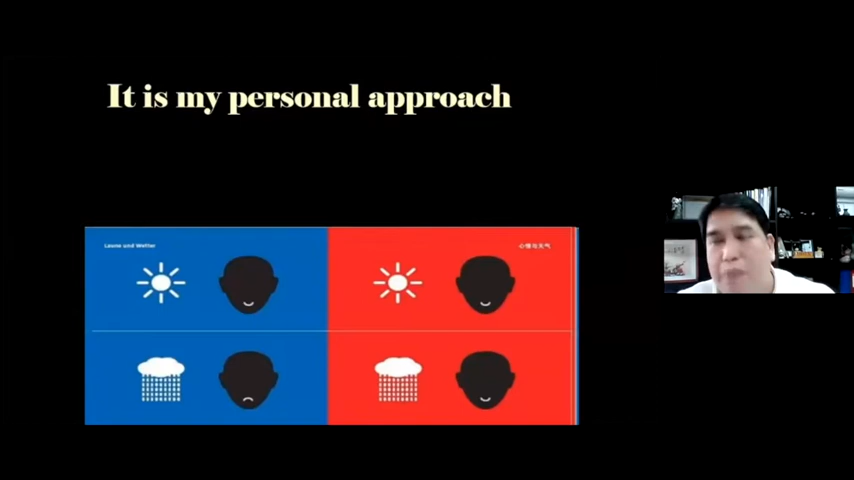 It is my personal approach
Laune und Wetter
心情与天气